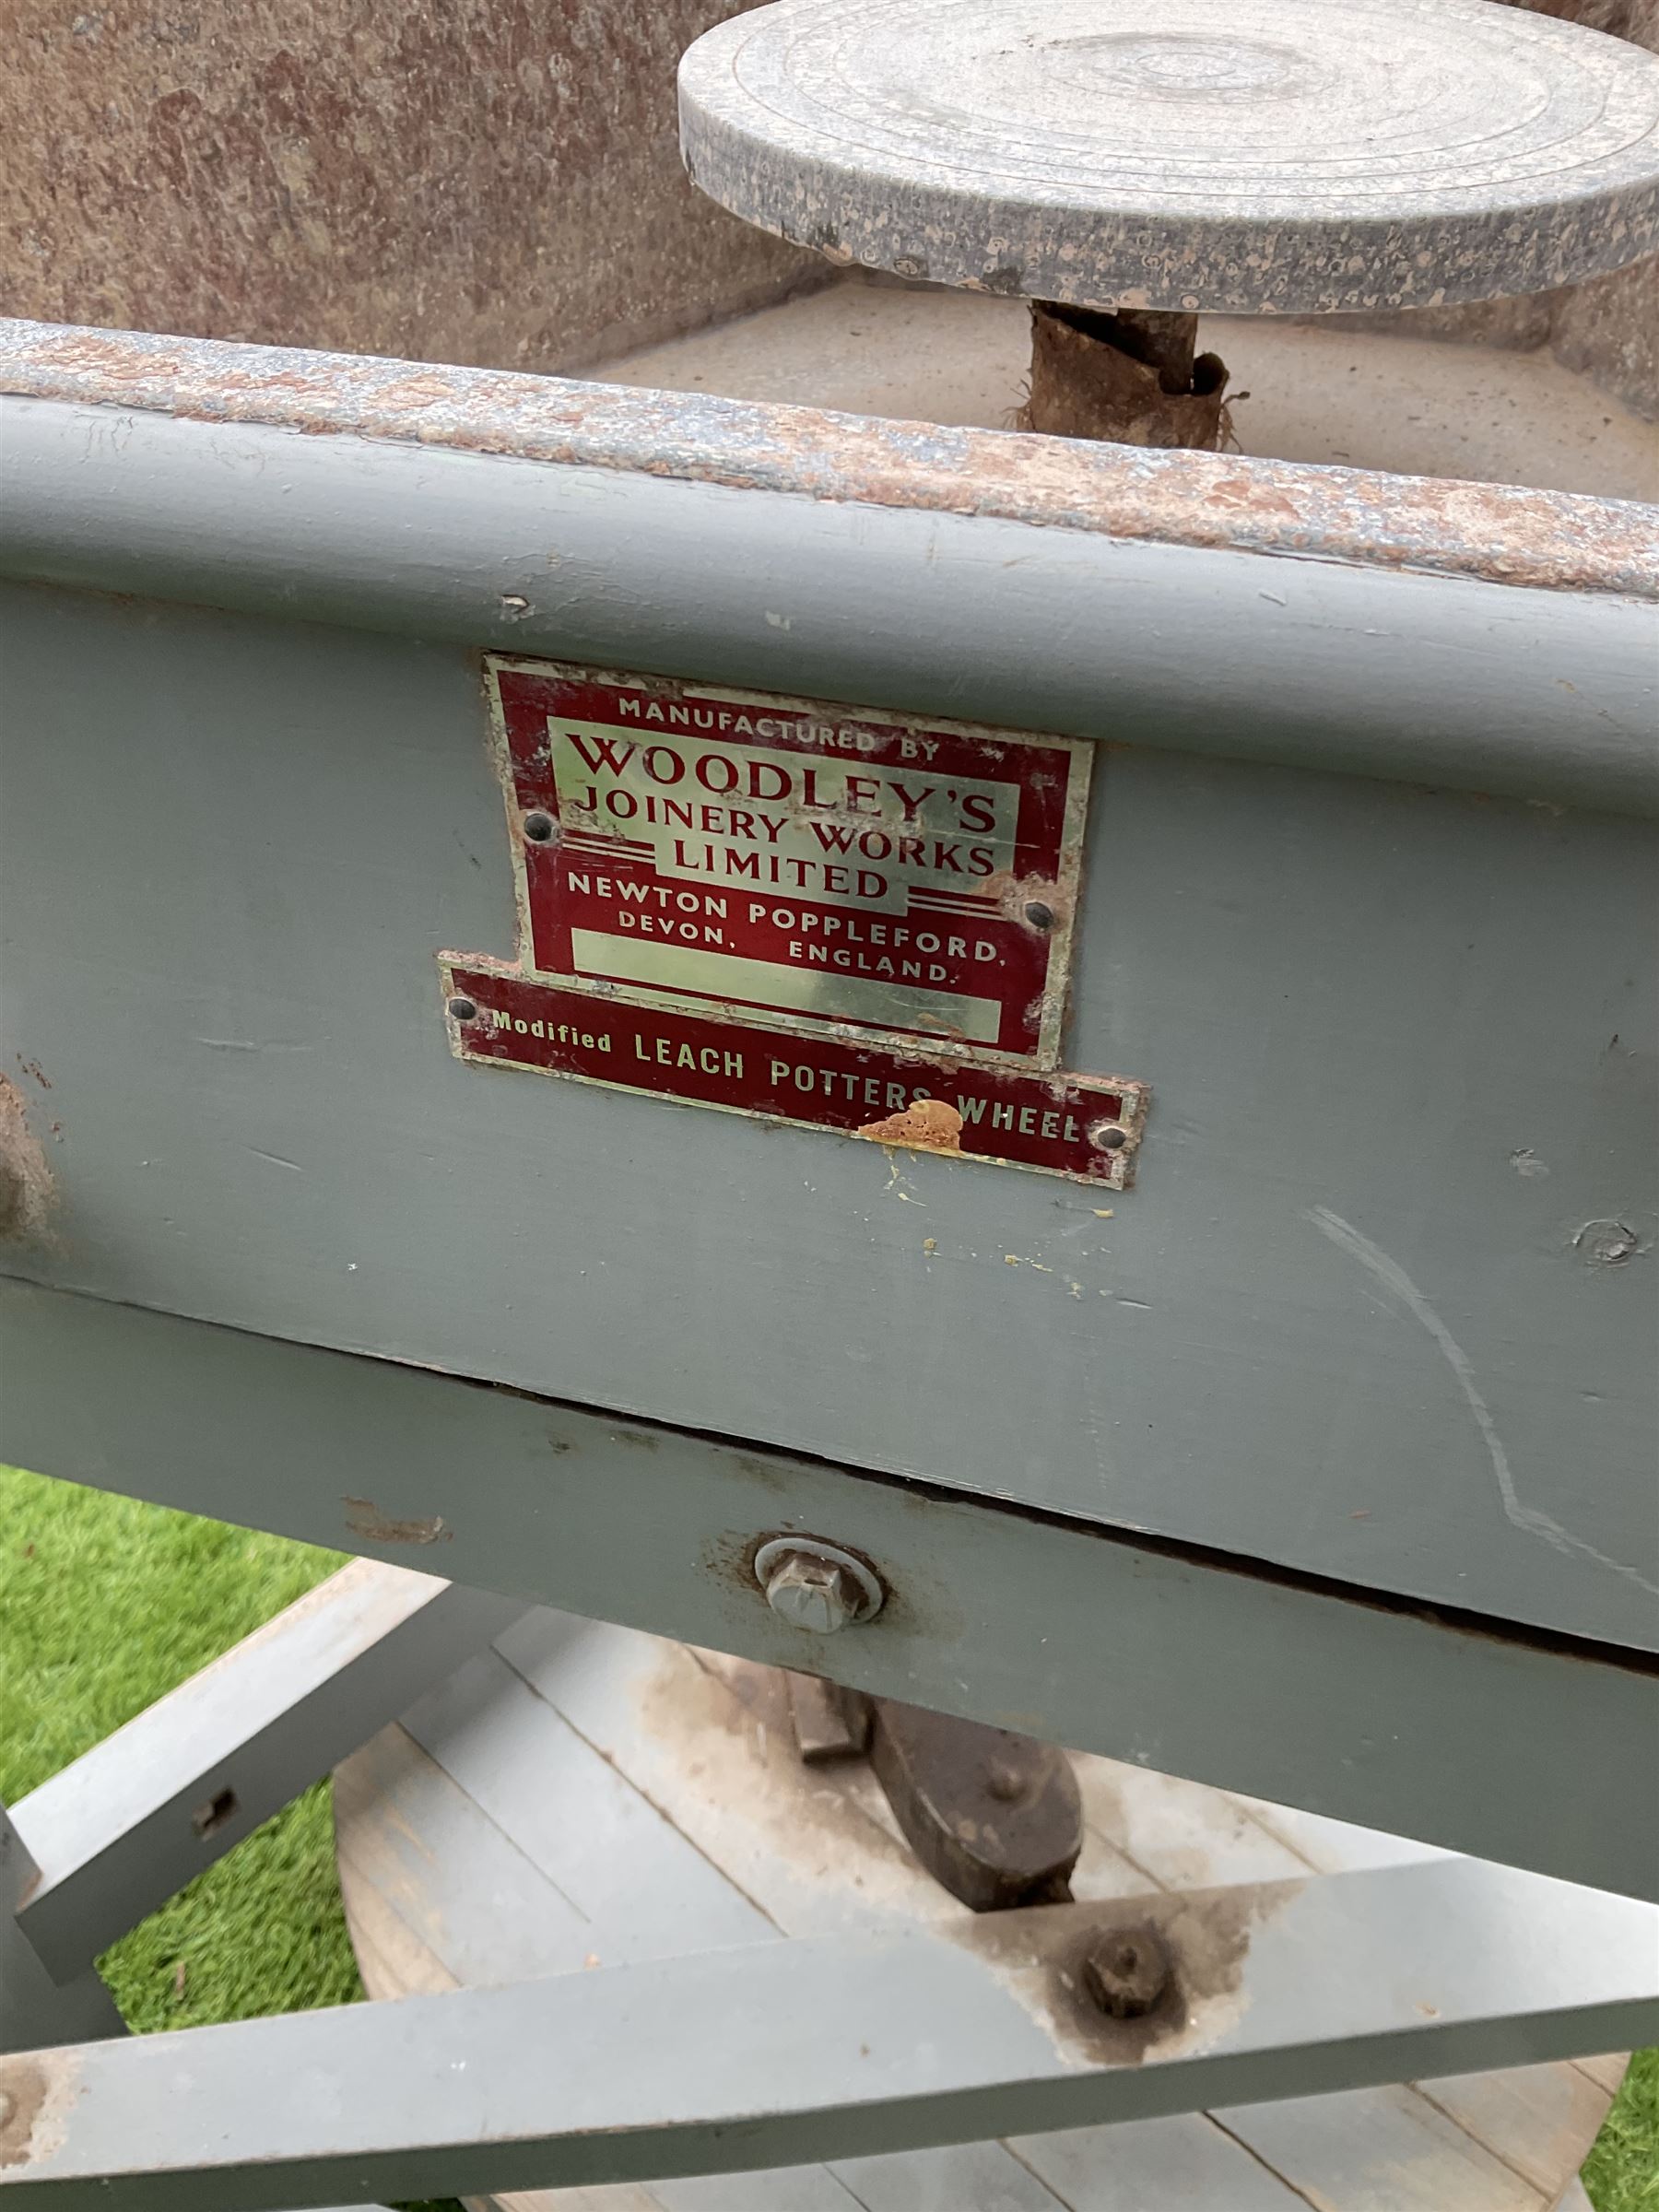 MANUFACTURED BY
WOODLEY'S
JOINERY WORKS
LIMITED
NEWTON POPPLEFORD,
DEVON, ENGLAND.
Modified LEACH POTTERS WHEEL